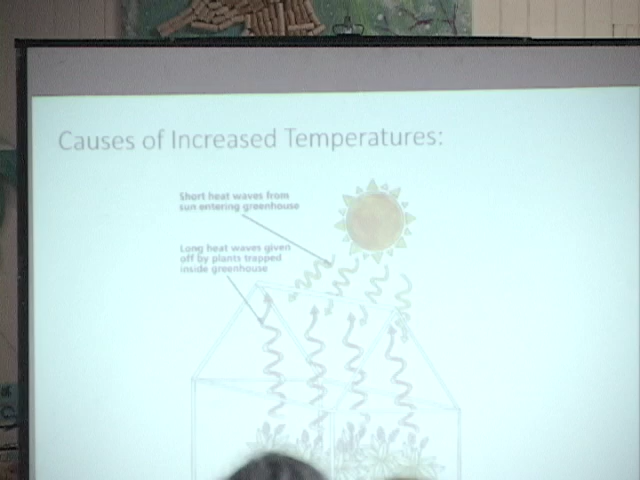 Causes of Increased Temperatures:
Short heat waves from
sun entering greenhouse
Long heat waves given
off by plants trapped
inside greenhouse